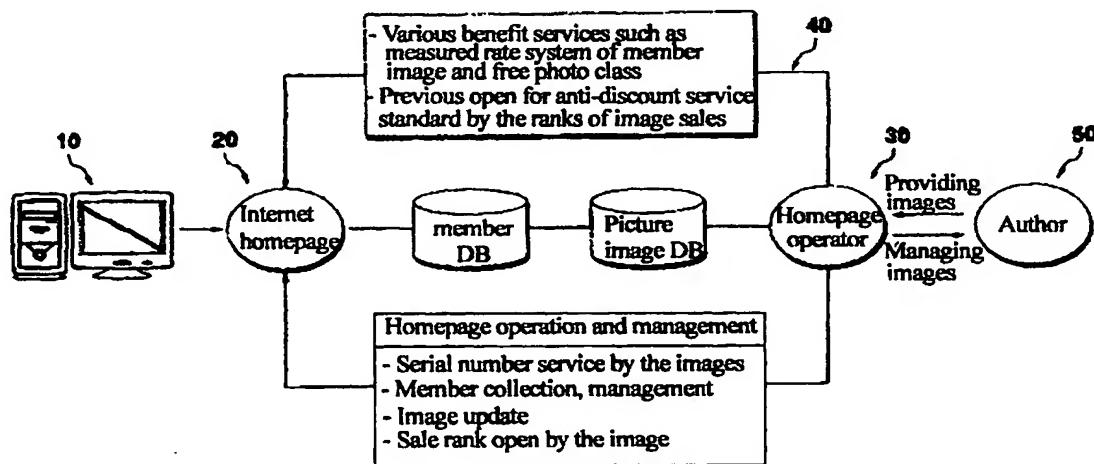 - Various benefit services such as
measured rate system of member
image and free photo class
- Previous open for anti-discount service
standard by the ranks of image sales
40
10
20
30
50
Internet
homepage
member
DB
Picture
image DB
Homepage
operator
Providing
images
Managing
images
Author
Homepage operation and management
- Serial number service by the images
- Member collection, management
- Image update
- Sale rank open by the image